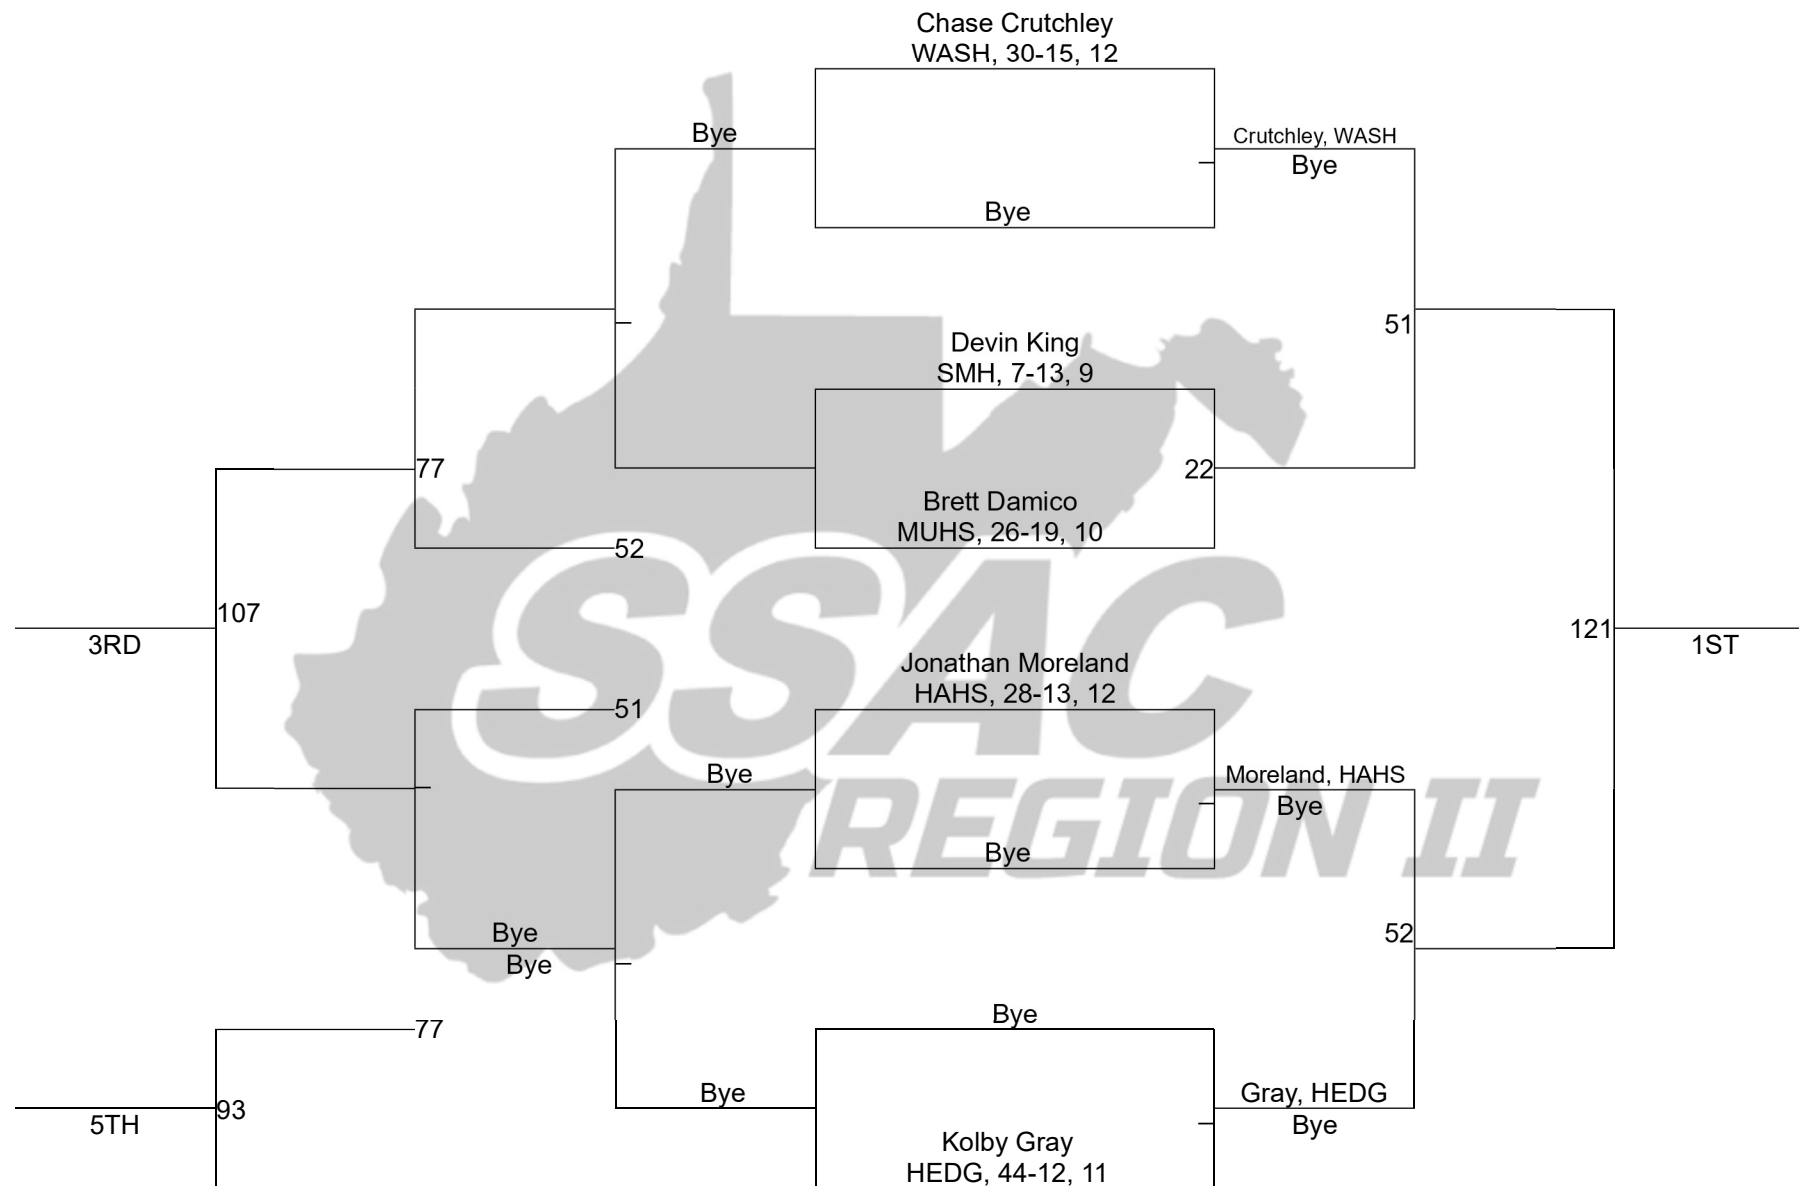 Chase Crutchley
WASH, 30-15, 12
Bye
Crutchley, WASH
Bye
Bye
51
Devin King
SMH, 7-13, 9
77
22
Brett Damico
MUHS, 26-19, 10
52
SSAC
107
3RD
121
1ST
Jonathan Moreland
HAHS, 28-13, 12
51
Bye
Moreland, HAHS
Bye
REGION II
Bye
Bye
Bye
52
Bye
77
Bye
Gray, HEDG
Bye
93
5TH
Kolby Gray
HEDG, 44-12, 11